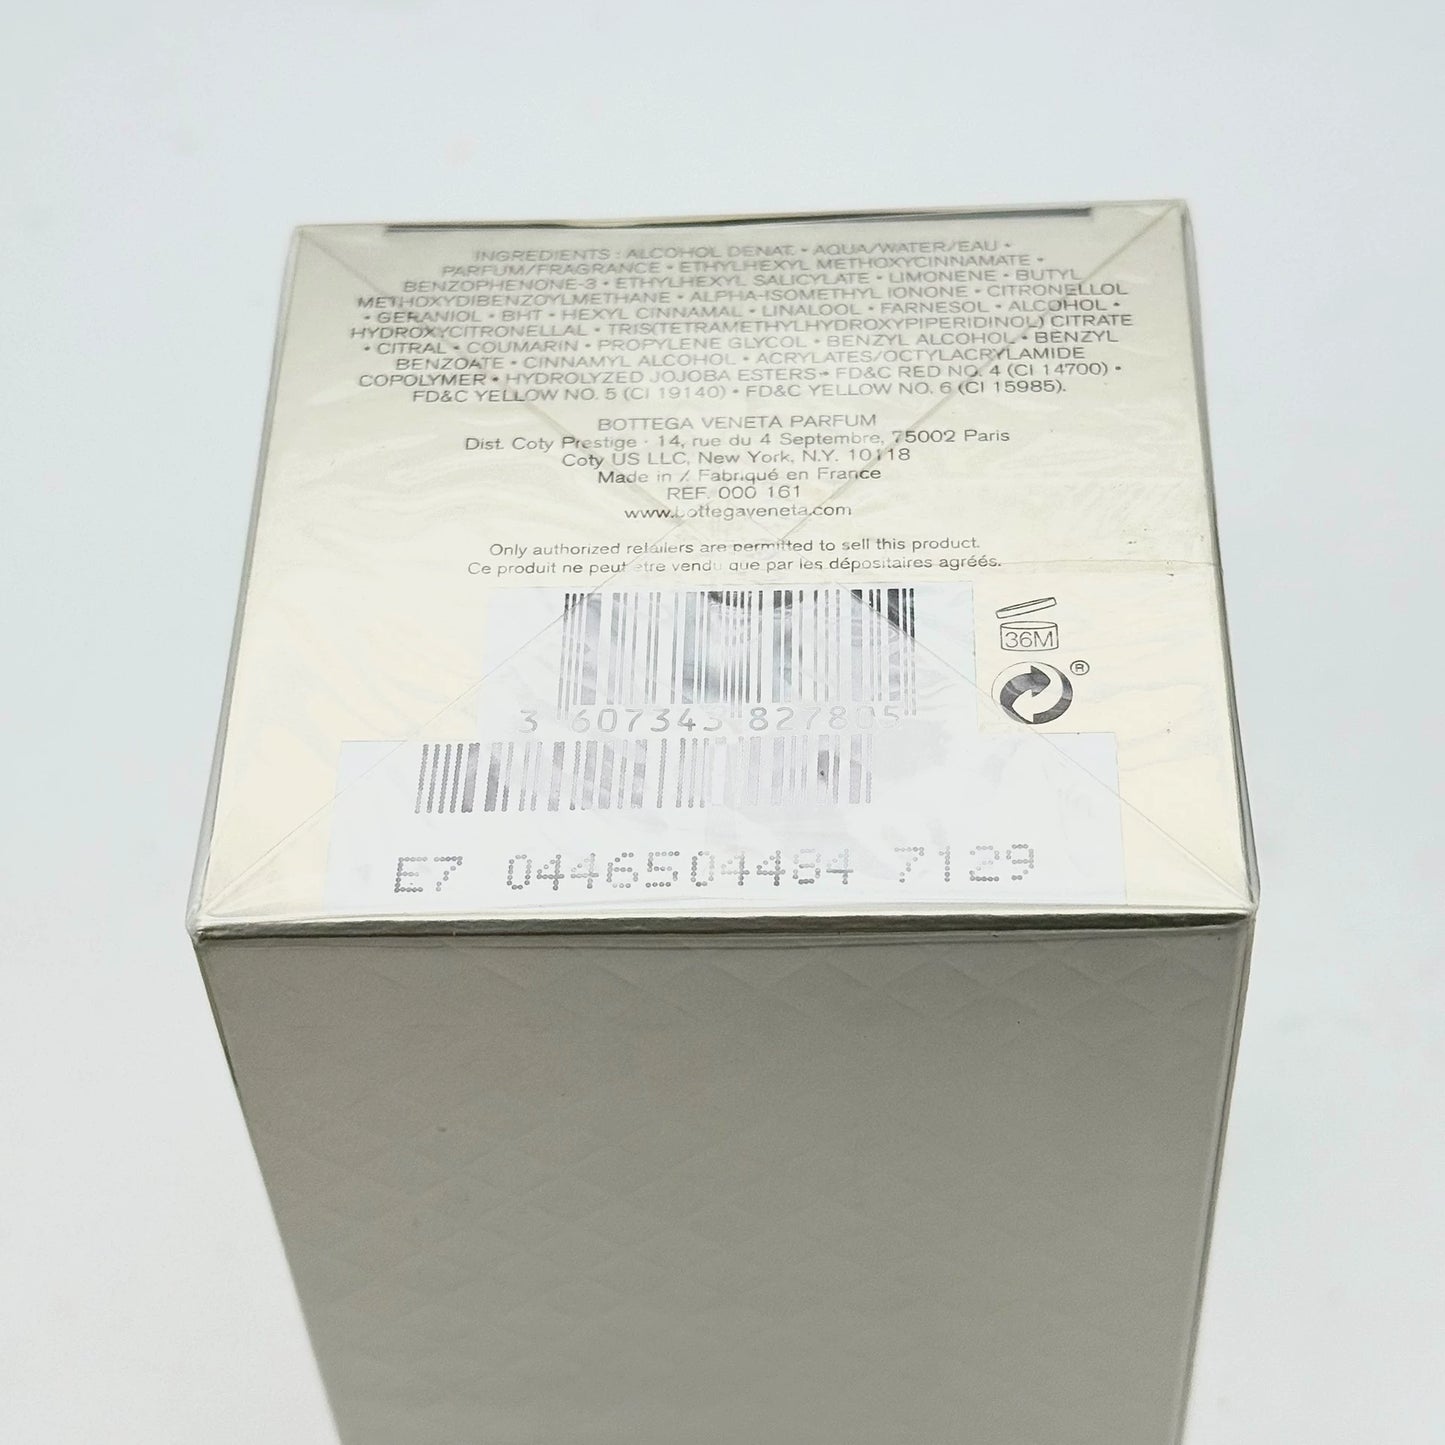 INGREDIENTS : ALCOHOL DENAT. • AQUA/WATER/EAU •
PARFUM/FRAGRANCE • ETHYLHEXYL METHOXYCINNAMATE •
BENZOPHENONE-3 • ETHYLHEXYL SALICYLATE • LIMONENE • BUTYL
METHOXYDIBENZOYLMETHANE • ALPHA-ISOMETHYL IONONE • CITRONELLOL
• GERANIOL • BHT • HEXYL CINNAMAL • LINALOOL • FARNESOL • ALCOHOL •
HYDROXYCITRONELLAL • TRIS(TETRAMETHYLHYDROXYPIPERIDINOL) CITRATE
• CITRAL • COUMARIN • PROPYLENE GLYCOL • BENZYL ALCOHOL • BENZYL
BENZOATE • CINNAMYL ALCOHOL • ACRYLATES/OCTYLACRYLAMIDE
COPOLYMER • HYDROLYZED JOJOBA ESTERS • FD&C RED NO. 4 (CI 14700) •
FD&C YELLOW NO. 5 (CI 19140) • FD&C YELLOW NO. 6 (CI 15985).
BOTTEGA VENETA PARFUM
Dist. Coty Prestige · 14, rue du 4 Septembre, 75002 Paris
Coty US LLC, New York, N.Y. 10118
Made in / Fabriqué en France
REF. 000 161
www.bottegaveneta.com
Only authorized retailers are permitted to sell this product.
Ce produit ne peut être vendu que par les dépositaires agréés.
36M
®
3 607343 827805
E7 0446504484 7129